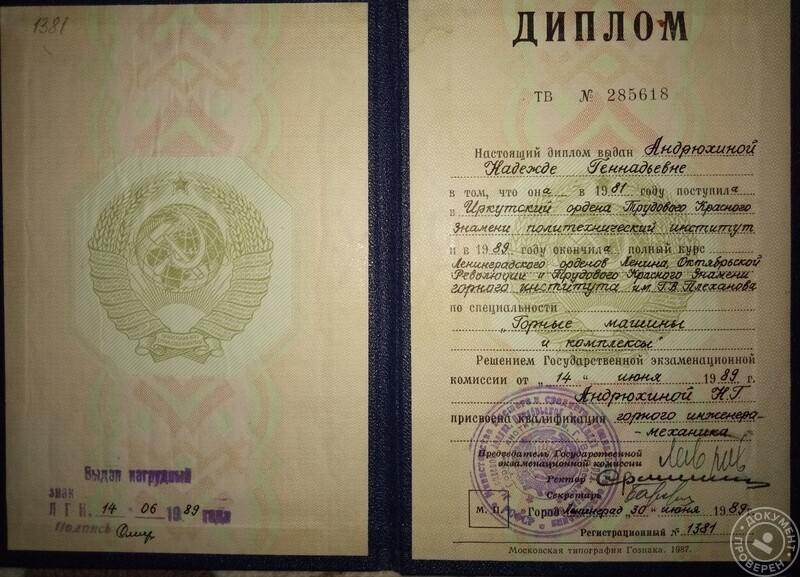 1381
Выдан нагрудный
знак
ЛГИ 14 06 1989 года
Подпись
ДИПЛОМ
ТВ № 285618
Настоящий диплом выдан Андрюхиной
Надежде Геннадьевне
в том, что она в 1981 году поступила
в Иркутский ордена Трудового Красного
Знамени политехнический институт
и в 1989 году окончила полный курс
Ленинградского орденов Ленина, Октябрьской
Революции и Трудового Красного Знамени
горного института им. Г.В. Плеханова
по специальности
„Горные машины
и комплексы"
Решением Государственной экзаменационной
комиссии от „14" июня 1989 г.
Андрюхиной Н.Г.
присвоена квалификация горного инженера-
-механика
Председатель Государственной
экзаменационной комиссии
Ректор
Секретарь
М. П. Город Ленинград „30" июня 1989 г.
Регистрационный № 1381
Московская типография Гознака. 1987.
ДОКУМЕНТ
ПРОВЕРЕН